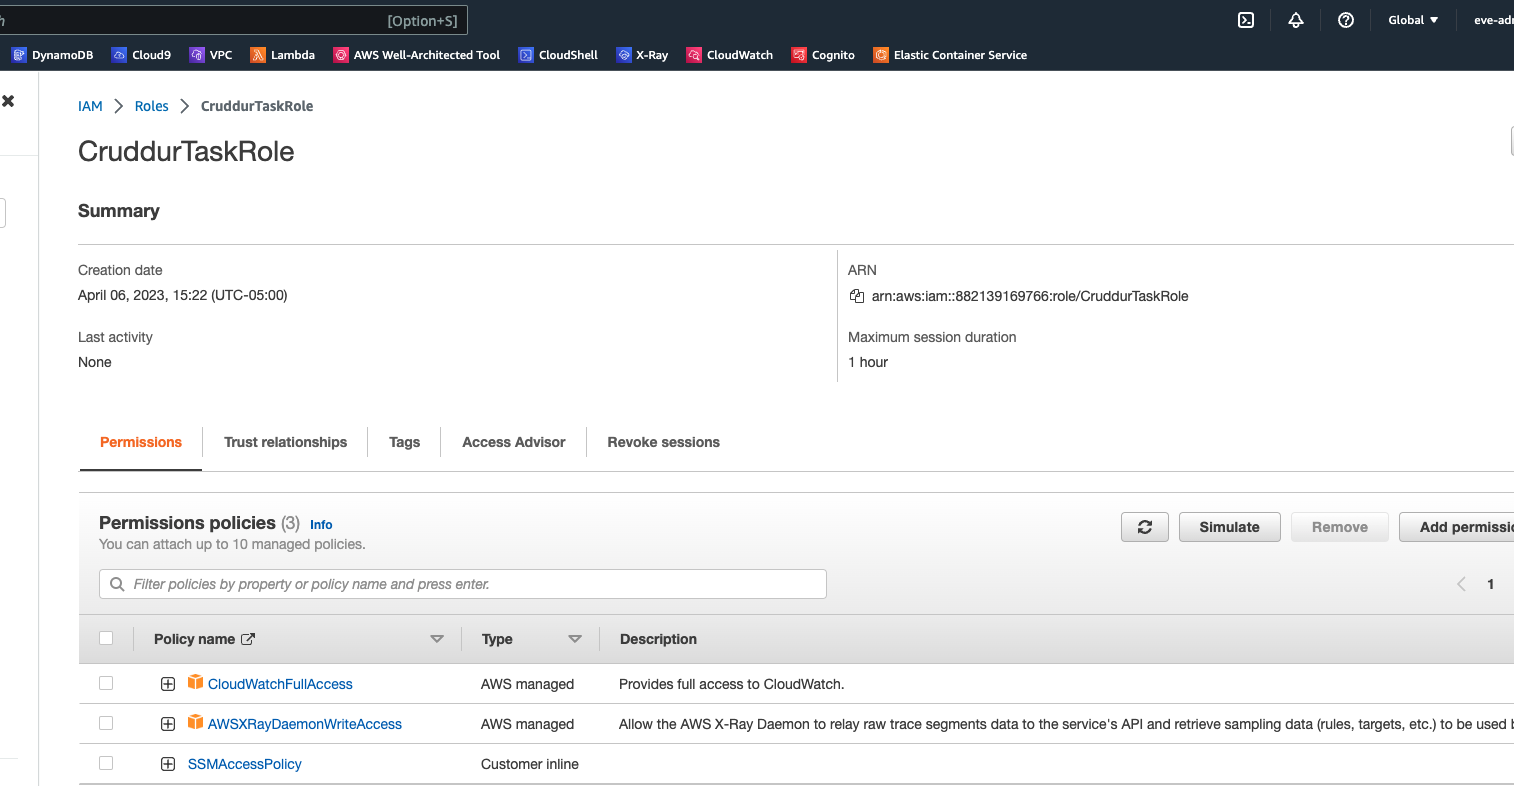 [Option+S]
Global
DynamoDB Cloud9 VPC Lambda AWS Well-Architected Tool CloudShell X-Ray CloudWatch Cognito Elastic Container Service
IAM Roles CruddurTaskRole
CruddurTaskRole
Summary
Creation date
April 06, 2023, 15:22 (UTC-05:00)
ARN
arn:aws:iam::882139169766:role/CruddurTaskRole
Last activity
None
Maximum session duration
1 hour
Permissions Trust relationships Tags Access Advisor Revoke sessions
Permissions policies (3) Info
You can attach up to 10 managed policies.
Simulate Remove Add
Filter policies by property or policy name and press enter.
1
Policy name Type Description
CloudWatchFullAccess AWS managed Provides full access to CloudWatch.
AWSXRayDaemonWriteAccess AWS managed Allow the AWS X-Ray Daemon to relay raw trace segments data to the service's API and retrieve sampling data (rules, targets, etc.) to be used
SSMAccessPolicy Customer inline